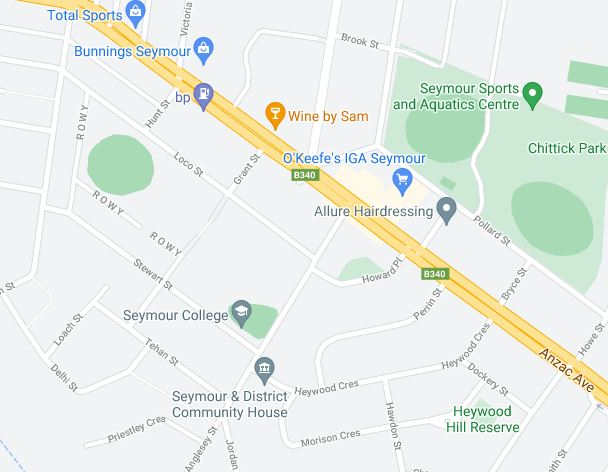 Total Sports
Victoria
Bunnings Seymour
Brook St
Seymour Sports
and Aquatics Centre
bp
Wine by Sam
Chittick Park
ROWY
Hunt St
Loco St
Grant St
O'Keefe's IGA Seymour
B340
Allure Hairdressing
ROWY
ROWY
Pollard St
Stewart St
Howard Pl
B340
Bryce St
Seymour College
Perrin St
Loach St
Tehan St
Howe St
Anzac Ave
Heywood Cres
Delhi St
Dockery St
Seymour & District
Community House
Heywood Cres
Hawdon St
Heywood
Hill Reserve
Priestley Cres
Anglesey St
Jordan
Morison Cres